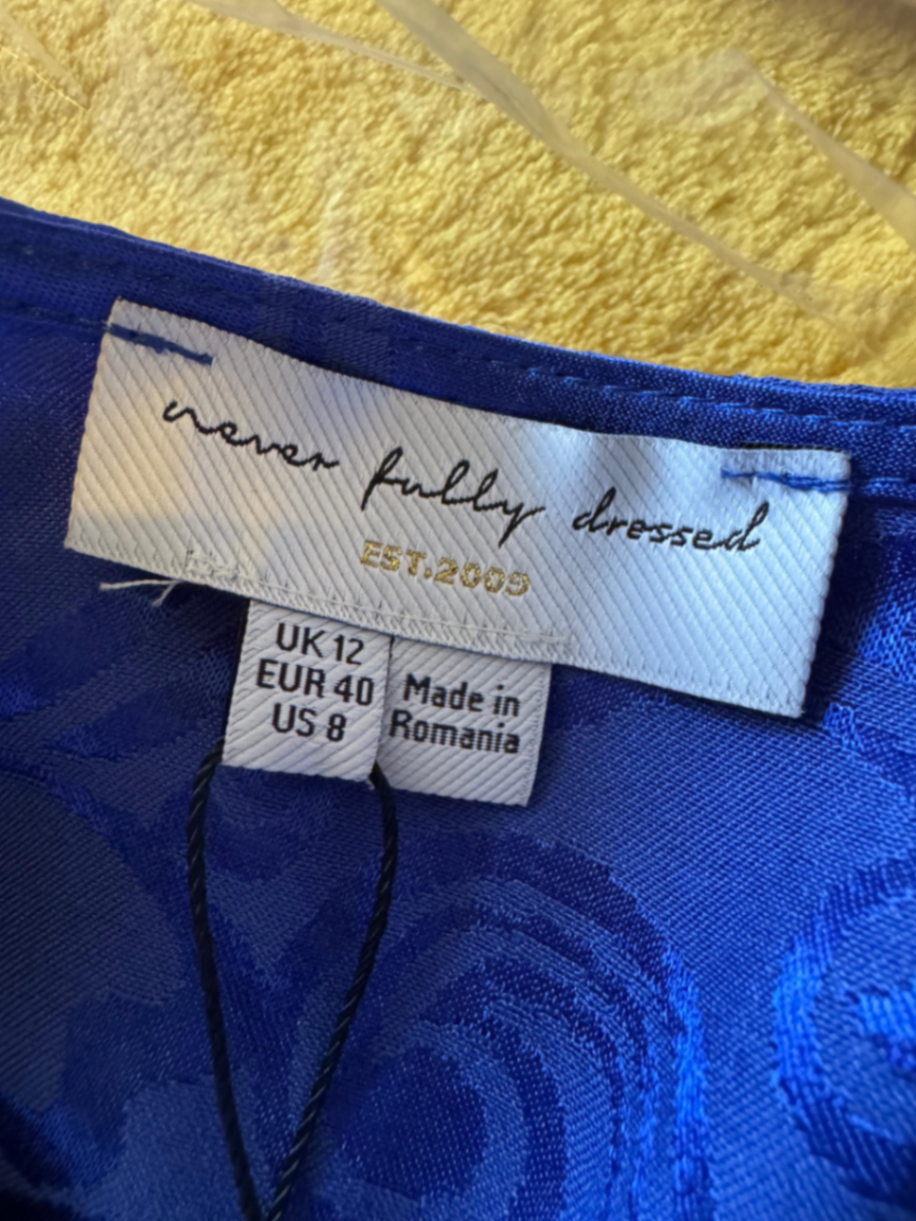 never fully dressed
EST.2009
UK 12
EUR 40
US 8
Made in
Romania